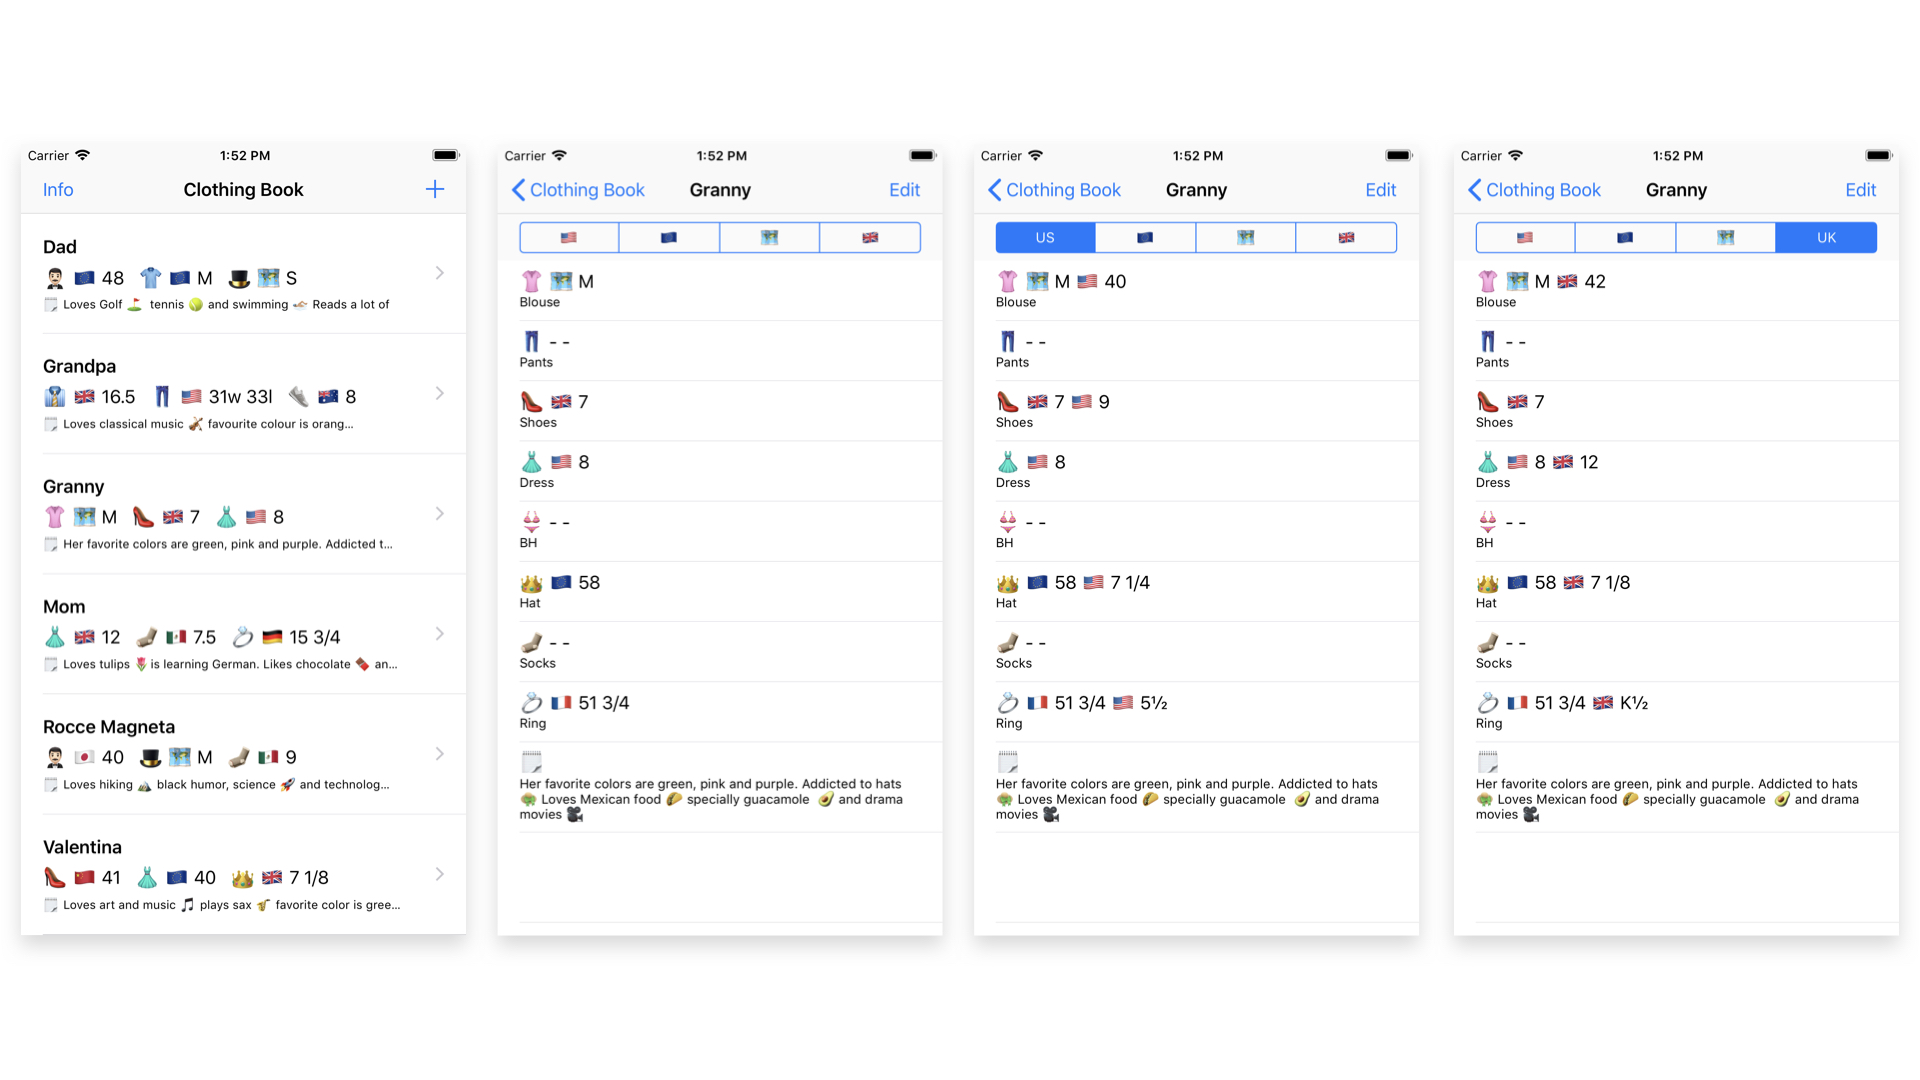 Carrier 1:52 PM
Info Clothing Book +
Dad
48 M S
Loves Golf tennis and swimming Reads a lot of
Grandpa
16.5 31w 33l 8
Loves classical music favourite colour is orang...
Granny
M 7 8
Her favorite colors are green, pink and purple. Addicted t...
Mom
12 7.5 15 3/4
Loves tulips is learning German. Likes chocolate an...
Rocce Magneta
40 M 9
Loves hiking black humor, science and technolog...
Valentina
41 40 7 1/8
Loves art and music plays sax favorite color is gree...
Carrier 1:52 PM
Clothing Book Granny Edit
M
Blouse
- -
Pants
7
Shoes
8
Dress
- -
BH
58
Hat
- -
Socks
51 3/4
Ring
Her favorite colors are green, pink and purple. Addicted to hats
Loves Mexican food specially guacamole and drama
movies
Carrier 1:52 PM
Clothing Book Granny Edit
US
M 40
Blouse
- -
Pants
7 9
Shoes
8
Dress
- -
BH
58 7 1/4
Hat
- -
Socks
51 3/4 5½
Ring
Her favorite colors are green, pink and purple. Addicted to hats
Loves Mexican food specially guacamole and drama
movies
Carrier 1:52 PM
Clothing Book Granny Edit
UK
M 42
Blouse
- -
Pants
7
Shoes
8 12
Dress
- -
BH
58 7 1/8
Hat
- -
Socks
51 3/4 K½
Ring
Her favorite colors are green, pink and purple. Addicted to hats
Loves Mexican food specially guacamole and drama
movies